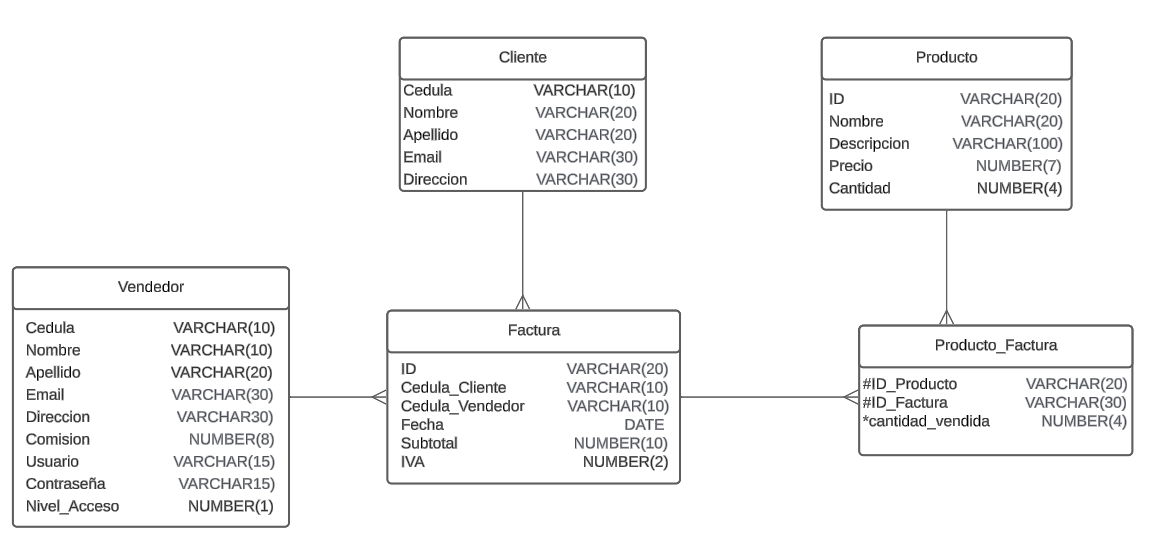 Cliente
Cedula VARCHAR(10)
Nombre VARCHAR(20)
Apellido VARCHAR(20)
Email VARCHAR(30)
Direccion VARCHAR(30)
Producto
ID VARCHAR(20)
Nombre VARCHAR(20)
Descripcion VARCHAR(100)
Precio NUMBER(7)
Cantidad NUMBER(4)
Vendedor
Cedula VARCHAR(10)
Nombre VARCHAR(10)
Apellido VARCHAR(20)
Email VARCHAR(30)
Direccion VARCHAR30)
Comision NUMBER(8)
Usuario VARCHAR(15)
Contraseña VARCHAR15)
Nivel_Acceso NUMBER(1)
Factura
ID VARCHAR(20)
Cedula_Cliente VARCHAR(10)
Cedula_Vendedor VARCHAR(10)
Fecha DATE
Subtotal NUMBER(10)
IVA NUMBER(2)
Producto_Factura
#ID_Producto VARCHAR(20)
#ID_Factura VARCHAR(30)
*cantidad_vendida NUMBER(4)